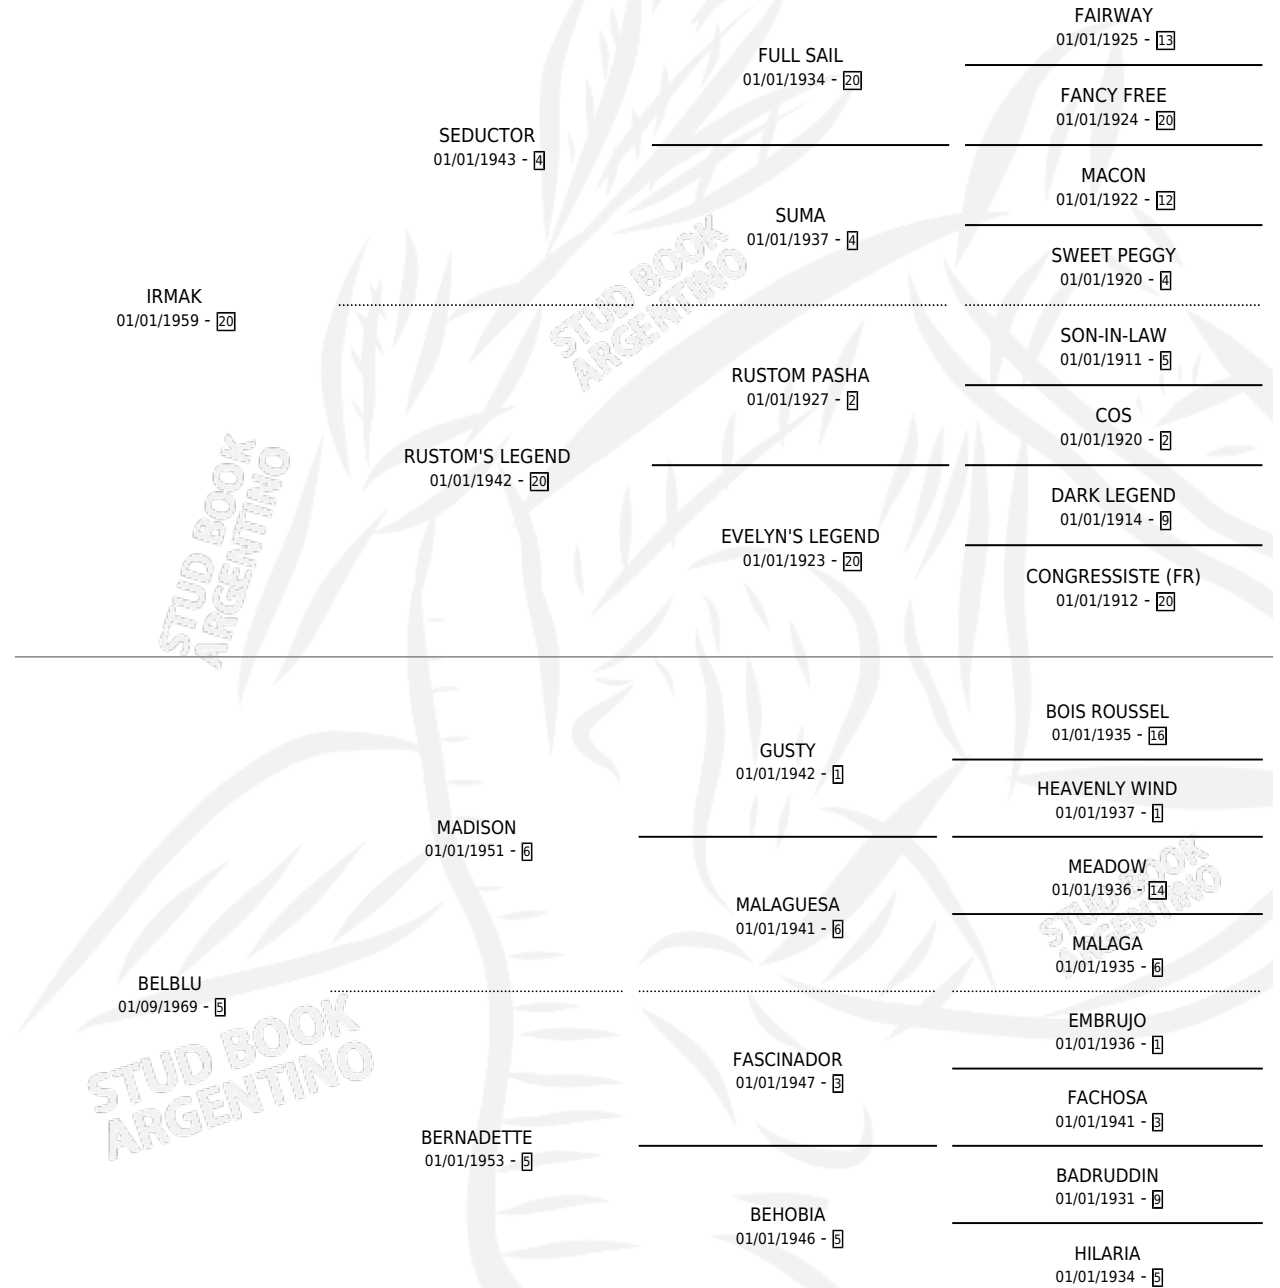 FAIRWAY
01/01/1925 - 13
FULL SAIL
01/01/1934 - 20
FANCY FREE
01/01/1924 - 20
SEDUCTOR
01/01/1943 - 4
MACON
01/01/1922 - 12
SUMA
01/01/1937 - 4
SWEET PEGGY
01/01/1920 - 4
IRMAK
01/01/1959 - 20
SON-IN-LAW
01/01/1911 - 5
RUSTOM PASHA
01/01/1927 - 2
COS
01/01/1920 - 2
RUSTOM'S LEGEND
01/01/1942 - 20
DARK LEGEND
01/01/1914 - 9
EVELYN'S LEGEND
01/01/1923 - 20
CONGRESSISTE (FR)
01/01/1912 - 20
BOIS ROUSSEL
01/01/1935 - 16
GUSTY
01/01/1942 - 1
HEAVENLY WIND
01/01/1937 - 1
MADISON
01/01/1951 - 6
MEADOW
01/01/1936 - 14
MALAGUESA
01/01/1941 - 6
MALAGA
01/01/1935 - 6
BELBLU
01/09/1969 - 5
EMBRUJO
01/01/1936 - 1
FASCINADOR
01/01/1947 - 3
FACHOSA
01/01/1941 - 3
BERNADETTE
01/01/1953 - 5
BADRUDDIN
01/01/1931 - 9
BEHOBIA
01/01/1946 - 5
HILARIA
01/01/1934 - 5
STUD BOOK
ARGENTINO
STUD BOOK
ARGENTINO
STUD BOOK
ARGENTINO
STUD BOOK
ARGENTINO